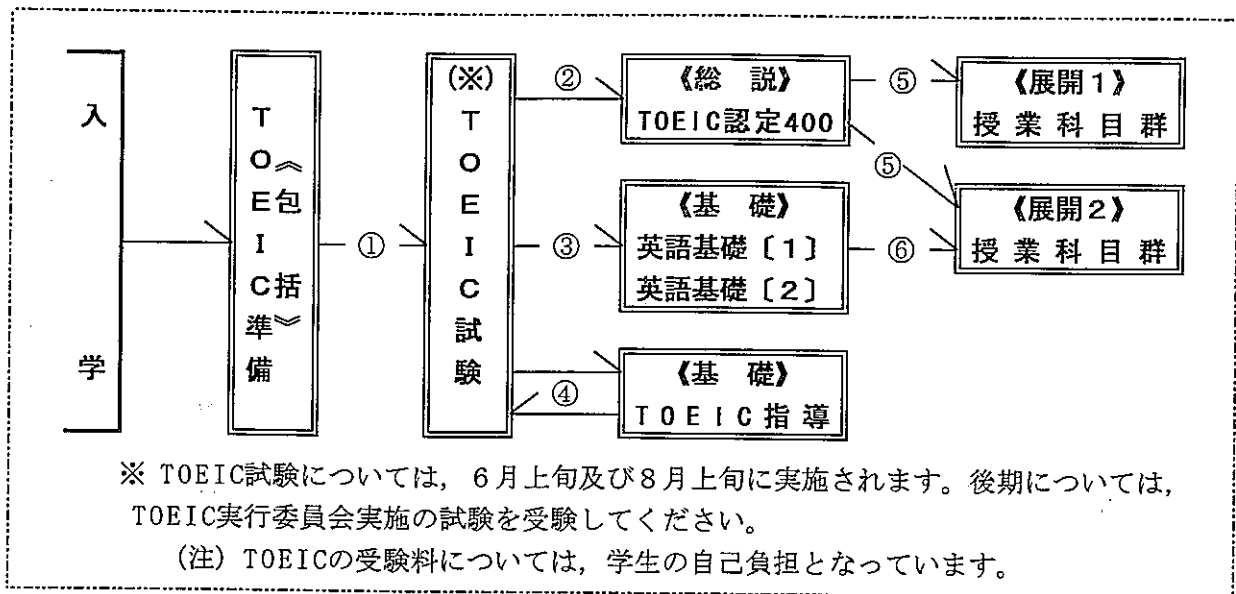 入学
TOEIC準備
《包括》
①
(※)
TOEIC試験
②
《総説》
TOEIC認定400
⑤
《展開1》
授業科目群
⑤
《展開2》
授業科目群
③
《基礎》
英語基礎〔1〕
英語基礎〔2〕
⑥
④
《基礎》
TOEIC指導
※ TOEIC試験については，6月上旬及び8月上旬に実施されます。後期については，
TOEIC実行委員会実施の試験を受験してください。
(注) TOEICの受験料については，学生の自己負担となっています。